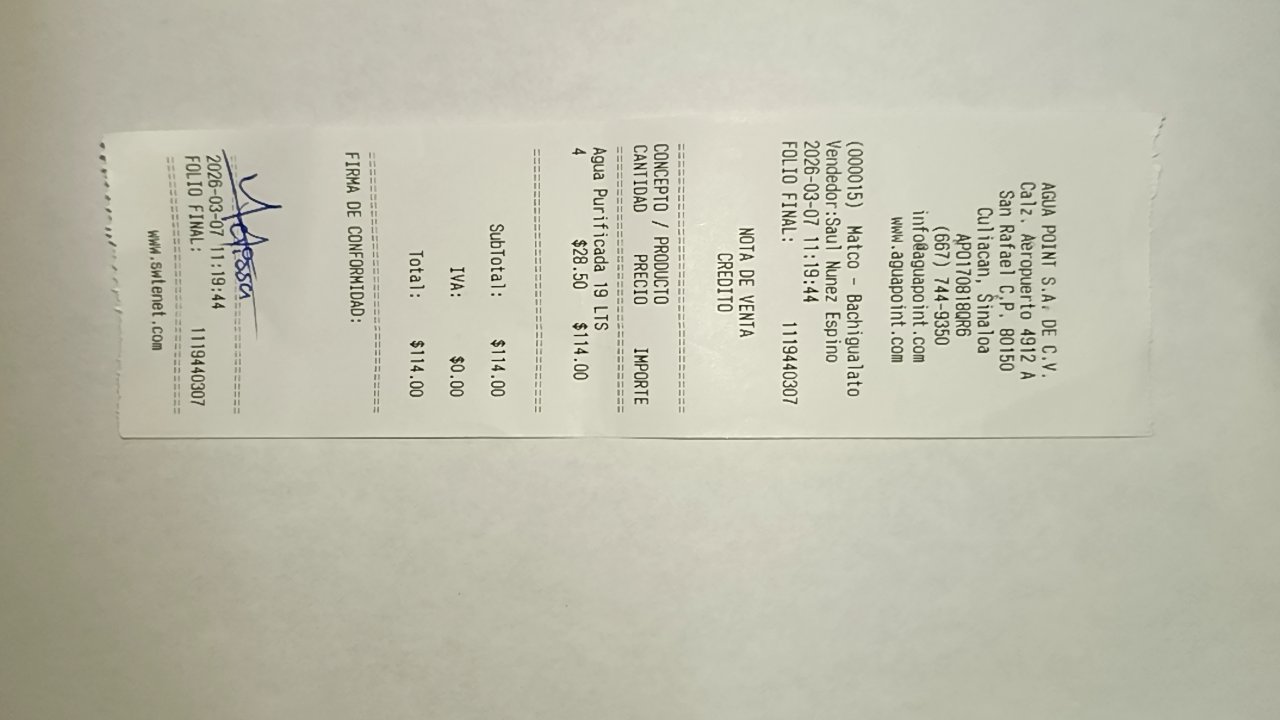 AGUA POINT S.A. DE C.V.
Calz. Aeropuerto 4912 A
San Rafael C.P. 80150
Culiacan, Sinaloa
APO170818QR6
(667) 744-9350
info@aguapoint.com
www.aguapoint.com
(000015) Matco - Bachigualato
Vendedor:Saul Nunez Espino
2026-03-07 11:19:44
FOLIO FINAL: 1119440307
NOTA DE VENTA
CREDITO
CONCEPTO / PRODUCTO
CANTIDAD PRECIO IMPORTE
Agua Purificada 19 LTS
4 $28.50 $114.00
SubTotal: $114.00
IVA: $0.00
Total: $114.00
FIRMA DE CONFORMIDAD:
2026-03-07 11:19:44
FOLIO FINAL: 1119440307
www.swtenet.com